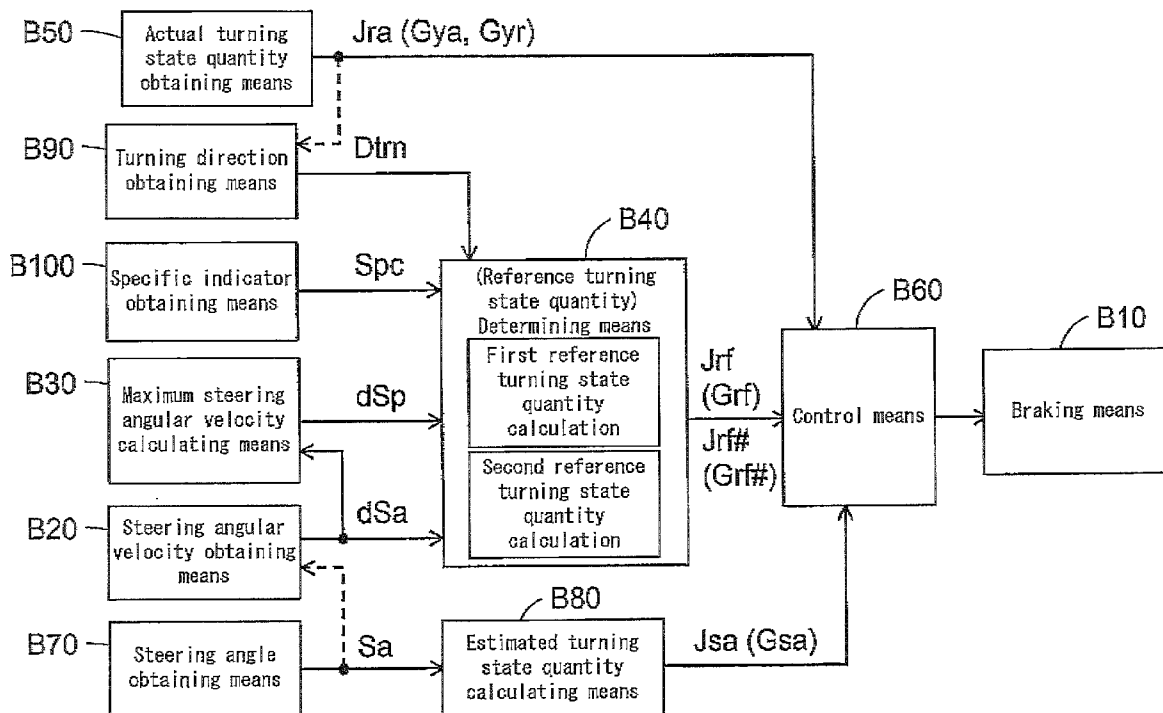 B50
Actual turning
state quantity
obtaining means
Jra (Gya, Gyr)
B90
Turning direction
obtaining means
Dtm
B100
Specific indicator
obtaining means
Spc
B40
(Reference turning
state quantity)
Determining means
First reference
turning state
quantity
calculation
Second reference
turning state
quantity
calculation
B30
Maximum steering
angular velocity
calculating means
dSp
B20
Steering angular
velocity obtaining
means
dSa
B70
Steering angle
obtaining means
Sa
B80
Estimated turning
state quantity
calculating means
Jsa (Gsa)
Jrf
(Grf)
Jrf#
(Grf#)
B60
Control means
B10
Braking means